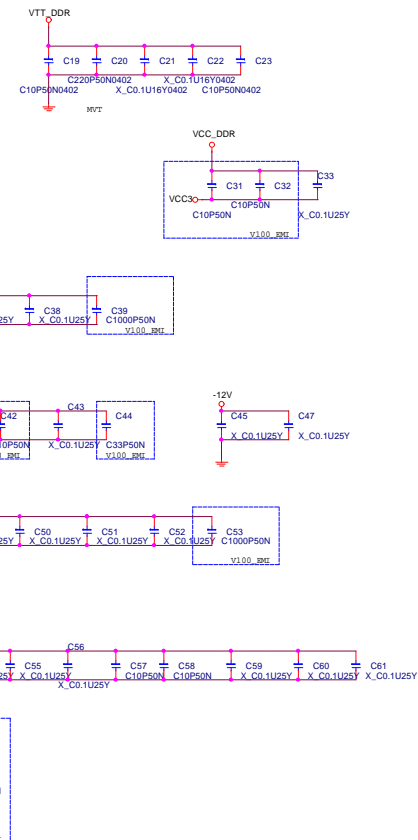 VTT_DDR
C19
C20
C21
C22
C23
C220P50N0402
X_C0.1U16Y0402
C10P50N0402
X_C0.1U16Y0402
C10P50N0402
MVT
VCC_DDR
C33
C31
C32
VCC3
C10P50N
C10P50N
X_C0.1U25Y
V100_EMI
C38
C39
25Y
X_C0.1U25Y
C1000P50N
V100_EMI
-12V
C42
C43
C44
C45
C47
10P50N
X_C0.1U25Y
C33P50N
X_C0.1U25Y
X_C0.1U25Y
_EMI
V100_EMI
C50
C51
C52
C53
25Y
X_C0.1U25Y
X_C0.1U25Y
X_C0.1U25Y
C1000P50N
V100_EMI
C56
C55
C57
C58
C59
C60
C61
25Y
X_C0.1U25Y
C10P50N
C10P50N
X_C0.1U25Y
X_C0.1U25Y
X_C0.1U25Y
X_C0.1U25Y